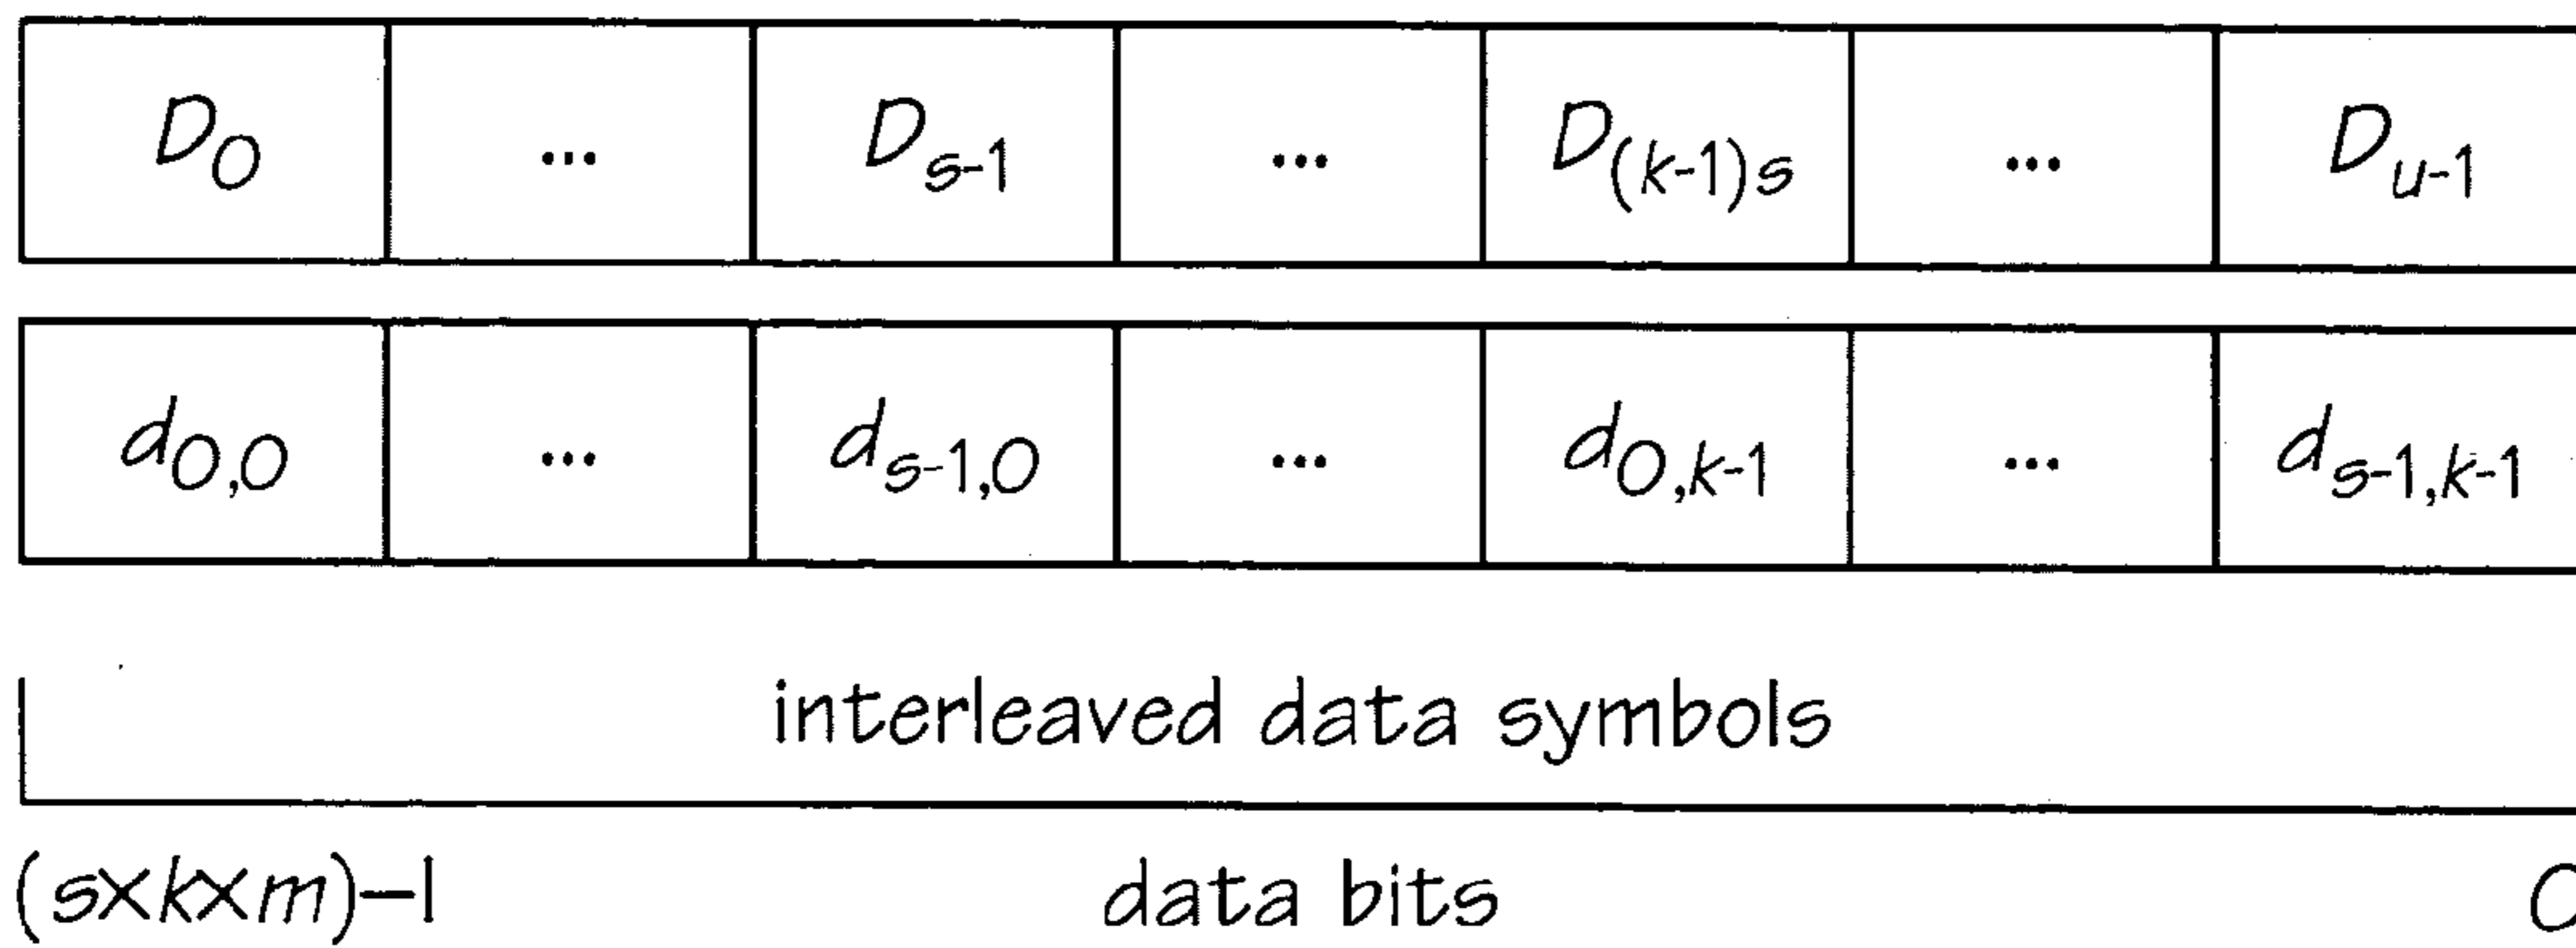 D0 ... Ds-1 ... D(k-1)s ... Du-1
d0,0 ... ds-1,0 ... d0,k-1 ... ds-1,k-1
interleaved data symbols
(s×k×m)–1 data bits 0